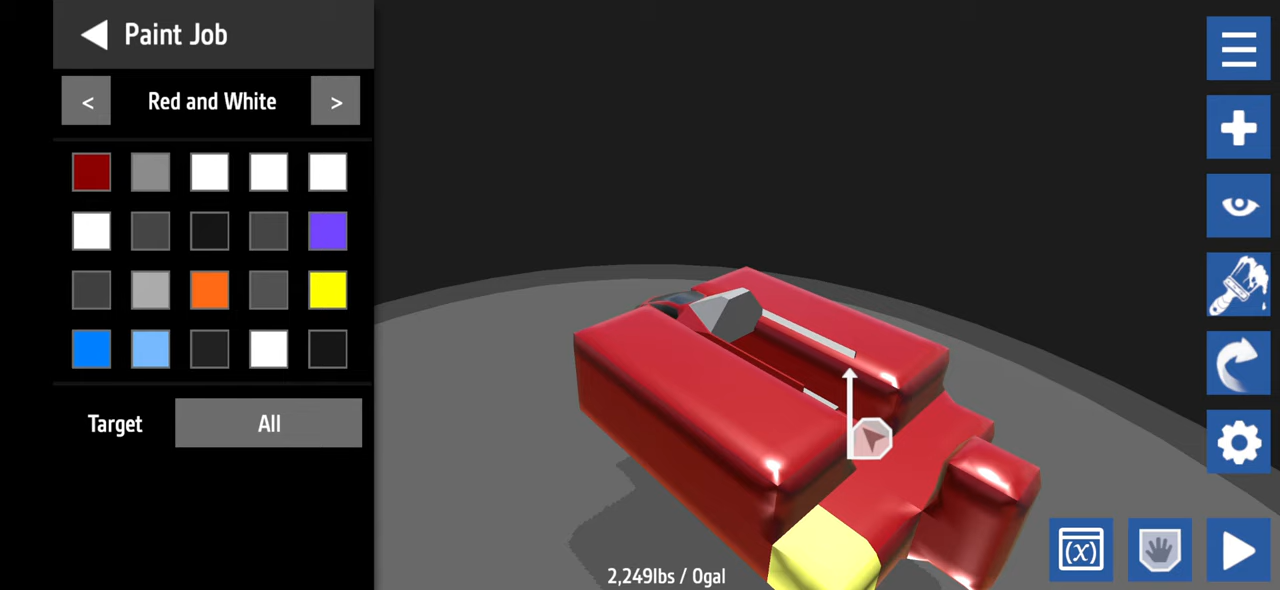 Paint Job
< Red and White >
Target All
(x)
2,249lbs / 0gal